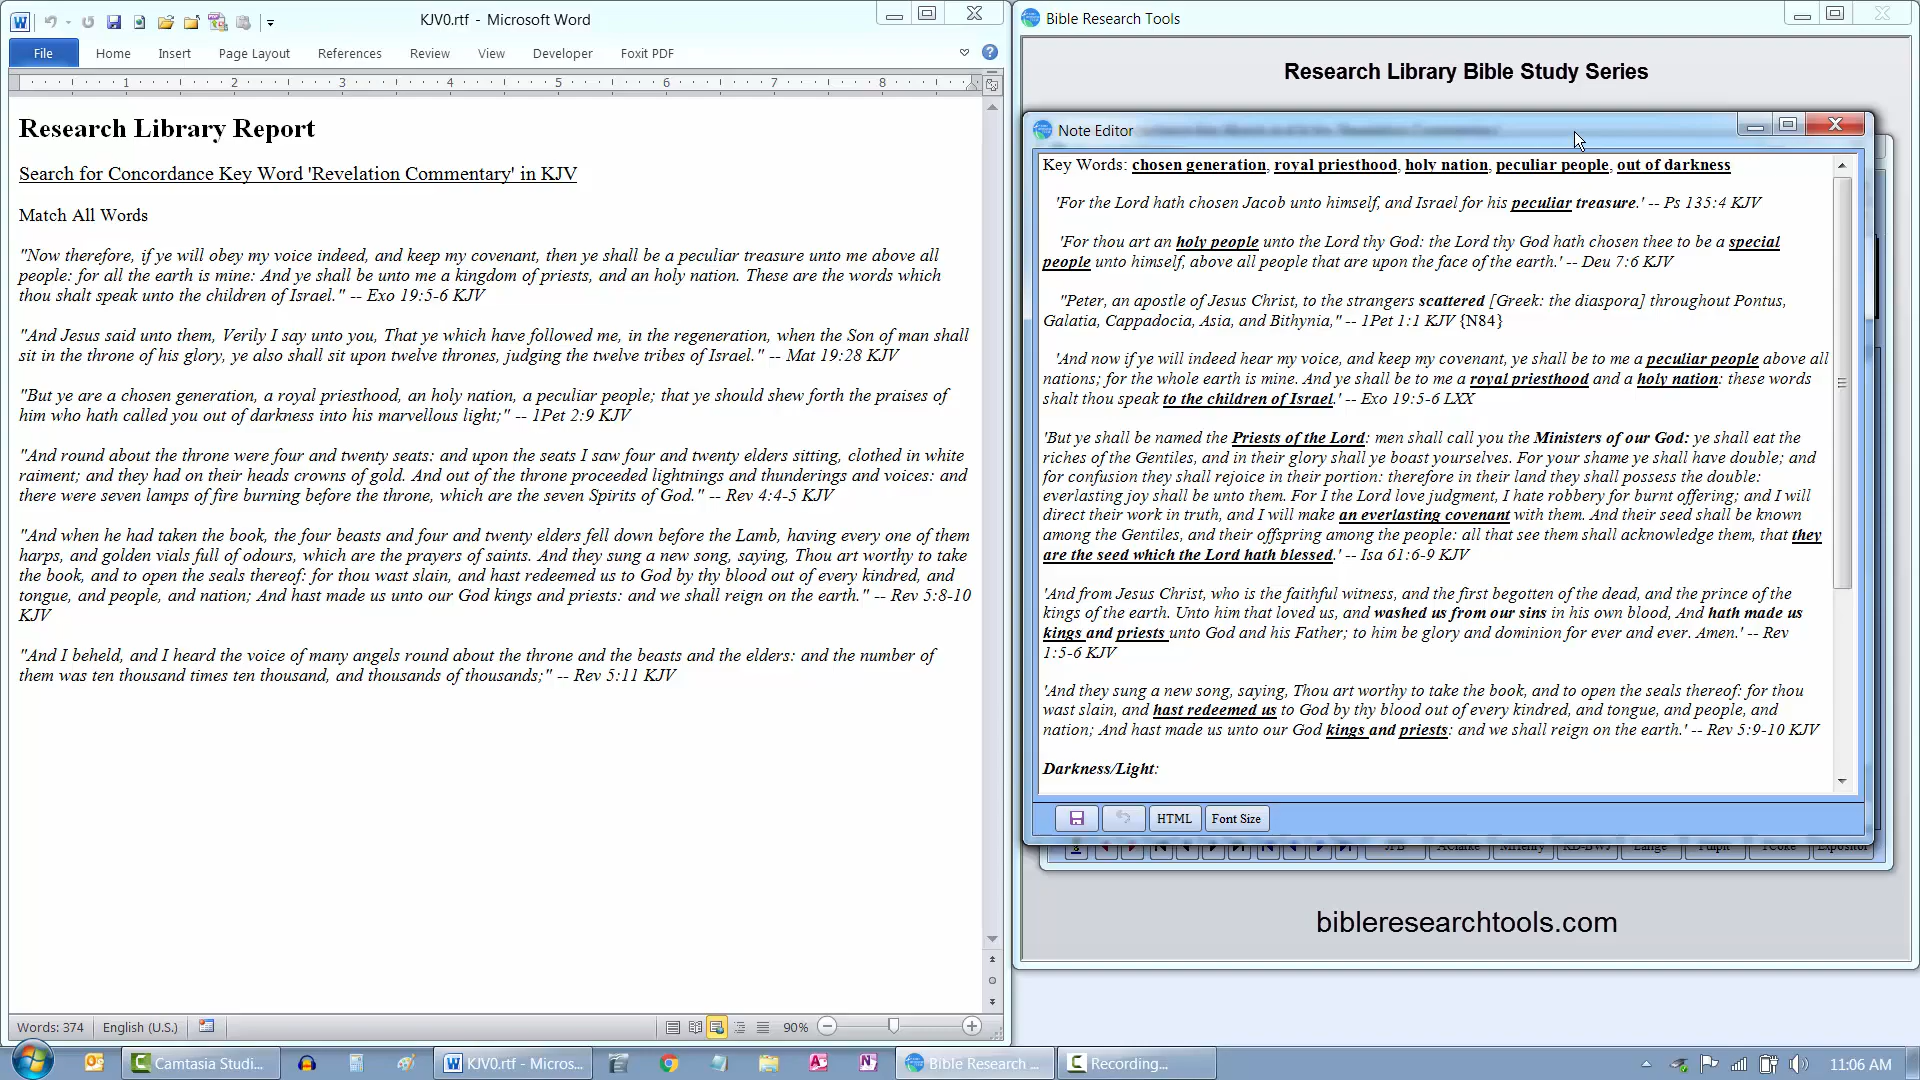 KJV0.rtf - Microsoft Word
File Home Insert Page Layout References Review View Developer Foxit PDF
1 2 3 4 5 6 7 8
Research Library Report
Search for Concordance Key Word 'Revelation Commentary' in KJV
Match All Words
"Now therefore, if ye will obey my voice indeed, and keep my covenant, then ye shall be a peculiar treasure unto me above all
people: for all the earth is mine: And ye shall be unto me a kingdom of priests, and an holy nation. These are the words which
thou shalt speak unto the children of Israel." -- Exo 19:5-6 KJV
"And Jesus said unto them, Verily I say unto you, That ye which have followed me, in the regeneration, when the Son of man shall
sit in the throne of his glory, ye also shall sit upon twelve thrones, judging the twelve tribes of Israel." -- Mat 19:28 KJV
"But ye are a chosen generation, a royal priesthood, an holy nation, a peculiar people; that ye should shew forth the praises of
him who hath called you out of darkness into his marvellous light;" -- 1Pet 2:9 KJV
"And round about the throne were four and twenty seats: and upon the seats I saw four and twenty elders sitting, clothed in white
raiment; and they had on their heads crowns of gold. And out of the throne proceeded lightnings and thunderings and voices: and
there were seven lamps of fire burning before the throne, which are the seven Spirits of God." -- Rev 4:4-5 KJV
"And when he had taken the book, the four beasts and four and twenty elders fell down before the Lamb, having every one of them
harps, and golden vials full of odours, which are the prayers of saints. And they sung a new song, saying, Thou art worthy to take
the book, and to open the seals thereof: for thou wast slain, and hast redeemed us to God by thy blood out of every kindred, and
tongue, and people, and nation; And hast made us unto our God kings and priests: and we shall reign on the earth." -- Rev 5:8-10
KJV
"And I beheld, and I heard the voice of many angels round about the throne and the beasts and the elders: and the number of
them was ten thousand times ten thousand, and thousands of thousands;" -- Rev 5:11 KJV
Words: 374 English (U.S.) 90%
Bible Research Tools
Research Library Bible Study Series
Note Editor
Key Words: chosen generation, royal priesthood, holy nation, peculiar people, out of darkness
'For the Lord hath chosen Jacob unto himself, and Israel for his peculiar treasure.' -- Ps 135:4 KJV
'For thou art an holy people unto the Lord thy God: the Lord thy God hath chosen thee to be a special
people unto himself, above all people that are upon the face of the earth.' -- Deu 7:6 KJV
"Peter, an apostle of Jesus Christ, to the strangers scattered [Greek: the diaspora] throughout Pontus,
Galatia, Cappadocia, Asia, and Bithynia," -- 1Pet 1:1 KJV {N84}
'And now if ye will indeed hear my voice, and keep my covenant, ye shall be to me a peculiar people above all
nations; for the whole earth is mine. And ye shall be to me a royal priesthood and a holy nation: these words
shalt thou speak to the children of Israel.' -- Exo 19:5-6 LXX
'But ye shall be named the Priests of the Lord: men shall call you the Ministers of our God: ye shall eat the
riches of the Gentiles, and in their glory shall ye boast yourselves. For your shame ye shall have double; and
for confusion they shall rejoice in their portion: therefore in their land they shall possess the double:
everlasting joy shall be unto them. For I the Lord love judgment, I hate robbery for burnt offering; and I will
direct their work in truth, and I will make an everlasting covenant with them. And their seed shall be known
among the Gentiles, and their offspring among the people: all that see them shall acknowledge them, that they
are the seed which the Lord hath blessed.' -- Isa 61:6-9 KJV
'And from Jesus Christ, who is the faithful witness, and the first begotten of the dead, and the prince of the
kings of the earth. Unto him that loved us, and washed us from our sins in his own blood, And hath made us
kings and priests unto God and his Father; to him be glory and dominion for ever and ever. Amen.' -- Rev
1:5-6 KJV
'And they sung a new song, saying, Thou art worthy to take the book, and to open the seals thereof: for thou
wast slain, and hast redeemed us to God by thy blood out of every kindred, and tongue, and people, and
nation; And hast made us unto our God kings and priests: and we shall reign on the earth.' -- Rev 5:9-10 KJV
Darkness/Light:
HTML Font Size
JFB AClarke MHenry KD-BWJ Lange Pulpit TCoke Expositor
bibleresearchtools.com
Camtasia Studi... KJV0.rtf - Micros... Bible Research ... Recording... 11:06 AM